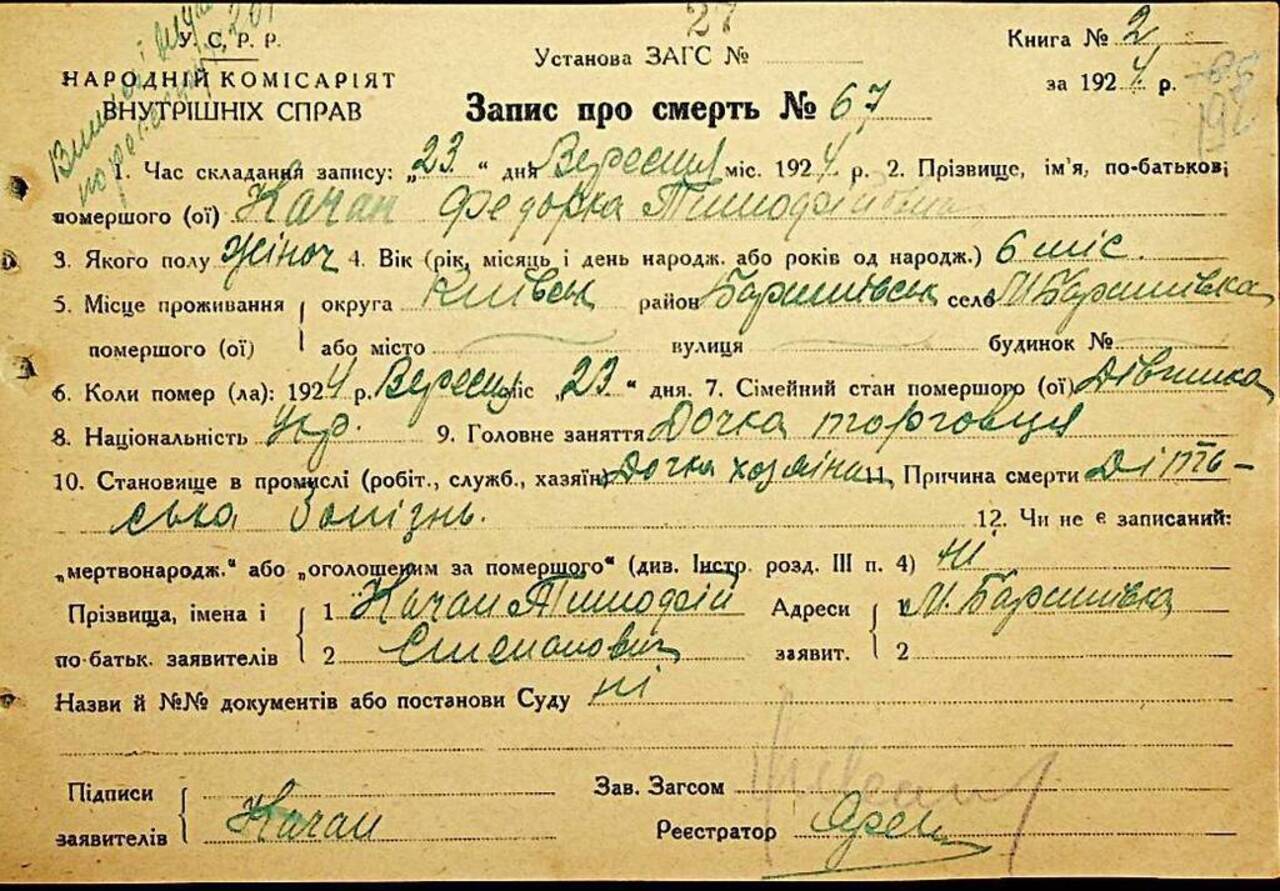 27
У. С. Р. Р.
НАРОДНІЙ КОМІСАРІЯТ
ВНУТРІШНІХ СПРАВ
Установа ЗАГС №
Книга № 2
за 1924 р.
Запис про смерть № 67
1. Час складання запису: „23 “ дня Вересня міс. 1924 р. 2. Прізвище, ім'я, по-батькові
помершого (ої) Качан Федорка Тимофіївна
3. Якого полу жіноч 4. Вік (рік, місяць і день народж. або років од народж.) 6 міс.
5. Місце проживання округа Київськ район Баришівськ село М. Баришівка
помершого (ої) або місто вулиця будинок №
6. Коли помер (ла): 1924 р. Вересня міс „23 “ дня. 7. Сімейний стан помершого (ої) Дівчинка
8. Національність Укр. 9. Головне заняття Дочка торговця
10. Становище в промислі (робіт., служб., хазяїн) Дочка хозяіна 11. Причина смерти Діть-
ська болізнь. 12. Чи не є записаний:
„мертвонародж.“ або „оголошеним за помершого“ (див. Інстр. розд. III п. 4) ні
Прізвища, імена і 1 Качан Тимофій Адреси 1 М. Баришівка
по-батьк. заявителів 2 Степанович заявит. 2
Назви й №№ документів або постанови Суду ні
Підписи Зав. Загсом
заявителів Качан Реєстратор